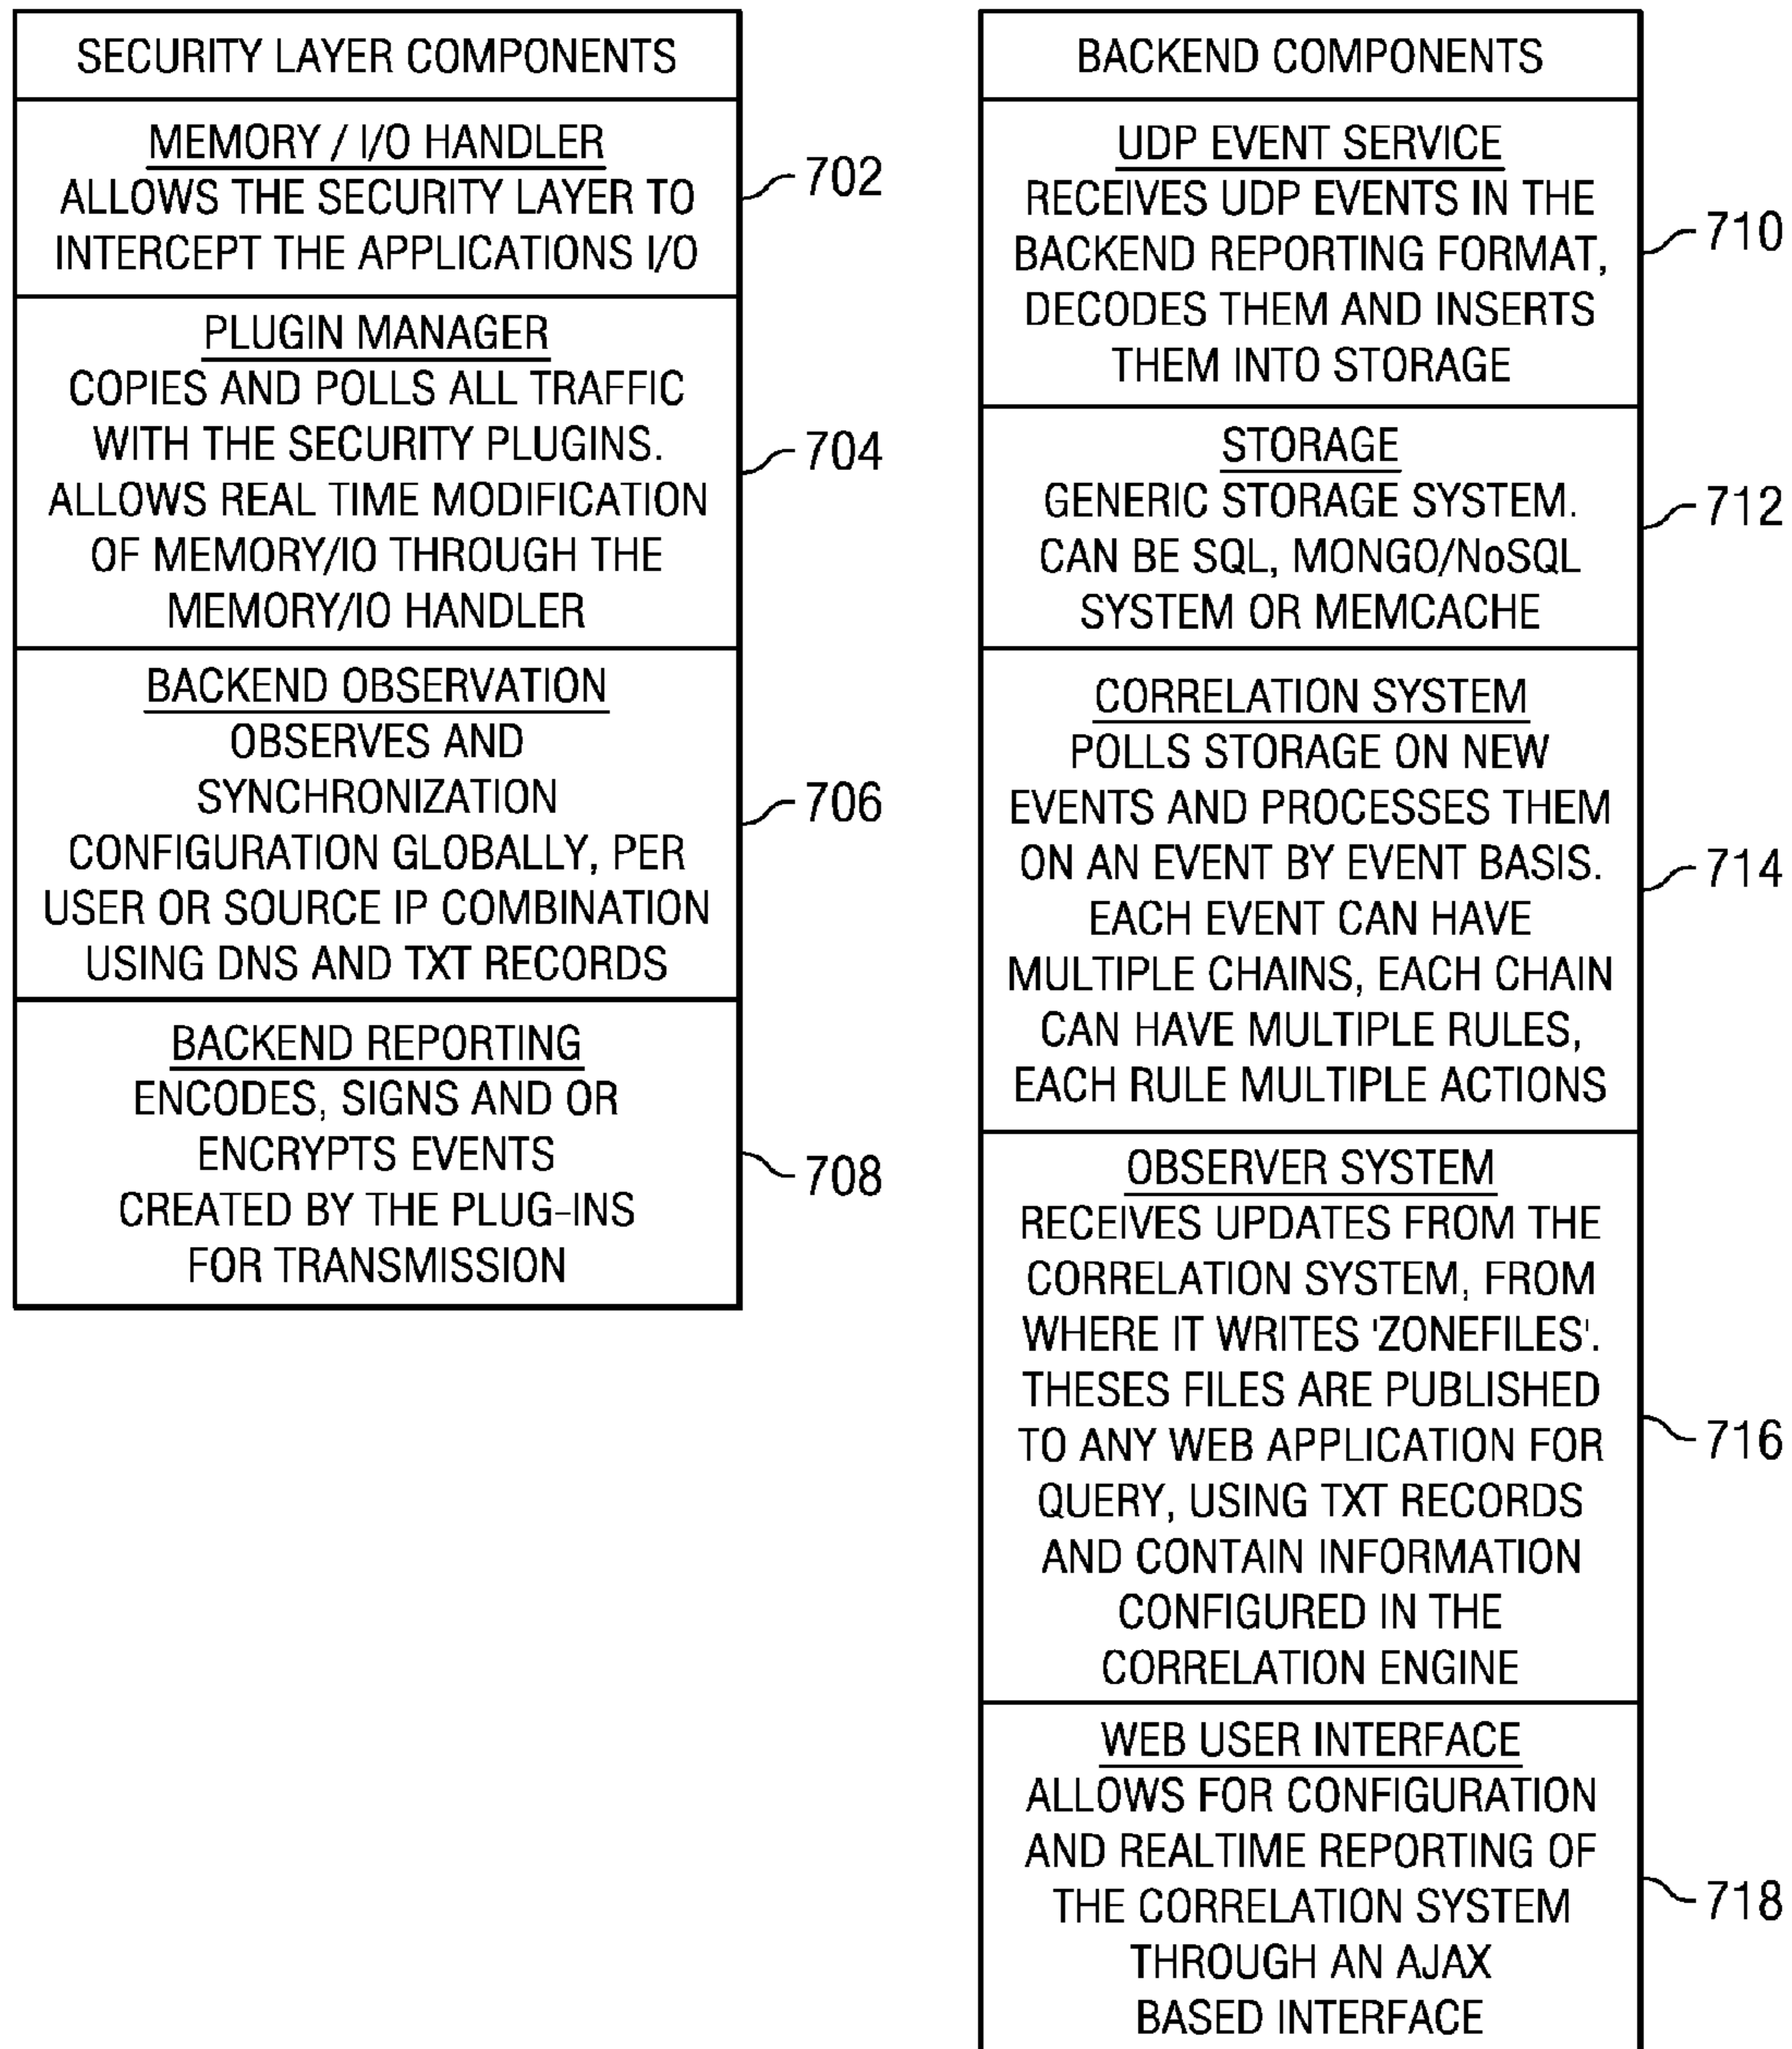 SECURITY LAYER COMPONENTS
MEMORY / I/O HANDLER
ALLOWS THE SECURITY LAYER TO
INTERCEPT THE APPLICATIONS I/O
702
PLUGIN MANAGER
COPIES AND POLLS ALL TRAFFIC
WITH THE SECURITY PLUGINS.
ALLOWS REAL TIME MODIFICATION
OF MEMORY/IO THROUGH THE
MEMORY/IO HANDLER
704
BACKEND OBSERVATION
OBSERVES AND
SYNCHRONIZATION
CONFIGURATION GLOBALLY, PER
USER OR SOURCE IP COMBINATION
USING DNS AND TXT RECORDS
706
BACKEND REPORTING
ENCODES, SIGNS AND OR
ENCRYPTS EVENTS
CREATED BY THE PLUG-INS
FOR TRANSMISSION
708
BACKEND COMPONENTS
UDP EVENT SERVICE
RECEIVES UDP EVENTS IN THE
BACKEND REPORTING FORMAT,
DECODES THEM AND INSERTS
THEM INTO STORAGE
710
STORAGE
GENERIC STORAGE SYSTEM.
CAN BE SQL, MONGO/NoSQL
SYSTEM OR MEMCACHE
712
CORRELATION SYSTEM
POLLS STORAGE ON NEW
EVENTS AND PROCESSES THEM
ON AN EVENT BY EVENT BASIS.
EACH EVENT CAN HAVE
MULTIPLE CHAINS, EACH CHAIN
CAN HAVE MULTIPLE RULES,
EACH RULE MULTIPLE ACTIONS
714
OBSERVER SYSTEM
RECEIVES UPDATES FROM THE
CORRELATION SYSTEM, FROM
WHERE IT WRITES 'ZONEFILES'.
THESES FILES ARE PUBLISHED
TO ANY WEB APPLICATION FOR
QUERY, USING TXT RECORDS
AND CONTAIN INFORMATION
CONFIGURED IN THE
CORRELATION ENGINE
716
WEB USER INTERFACE
ALLOWS FOR CONFIGURATION
AND REALTIME REPORTING OF
THE CORRELATION SYSTEM
THROUGH AN AJAX
BASED INTERFACE
718